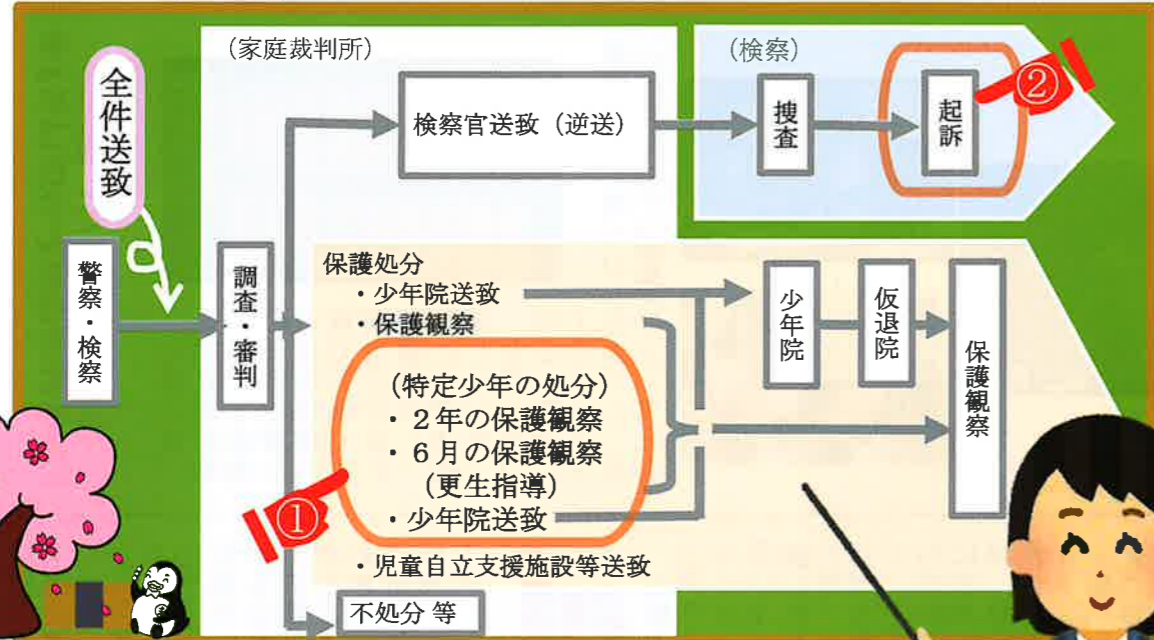 (家庭裁判所)
(検察)
全件送致
検察官送致(逆送)
捜査
起訴
②
警察・検察
調査・審判
保護処分
・少年院送致
・保護観察
(特定少年の処分)
・2年の保護観察
・6月の保護観察
(更生指導)
・少年院送致
①
・児童自立支援施設等送致
不処分 等
少年院
仮退院
保護観察